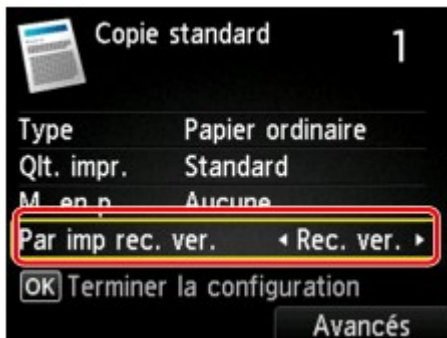 Copie standard 1
Type Papier ordinaire
Qlt. impr. Standard
M. en p. Aucune
Par imp rec. ver. Rec. ver.
OK Terminer la configuration
Avancés